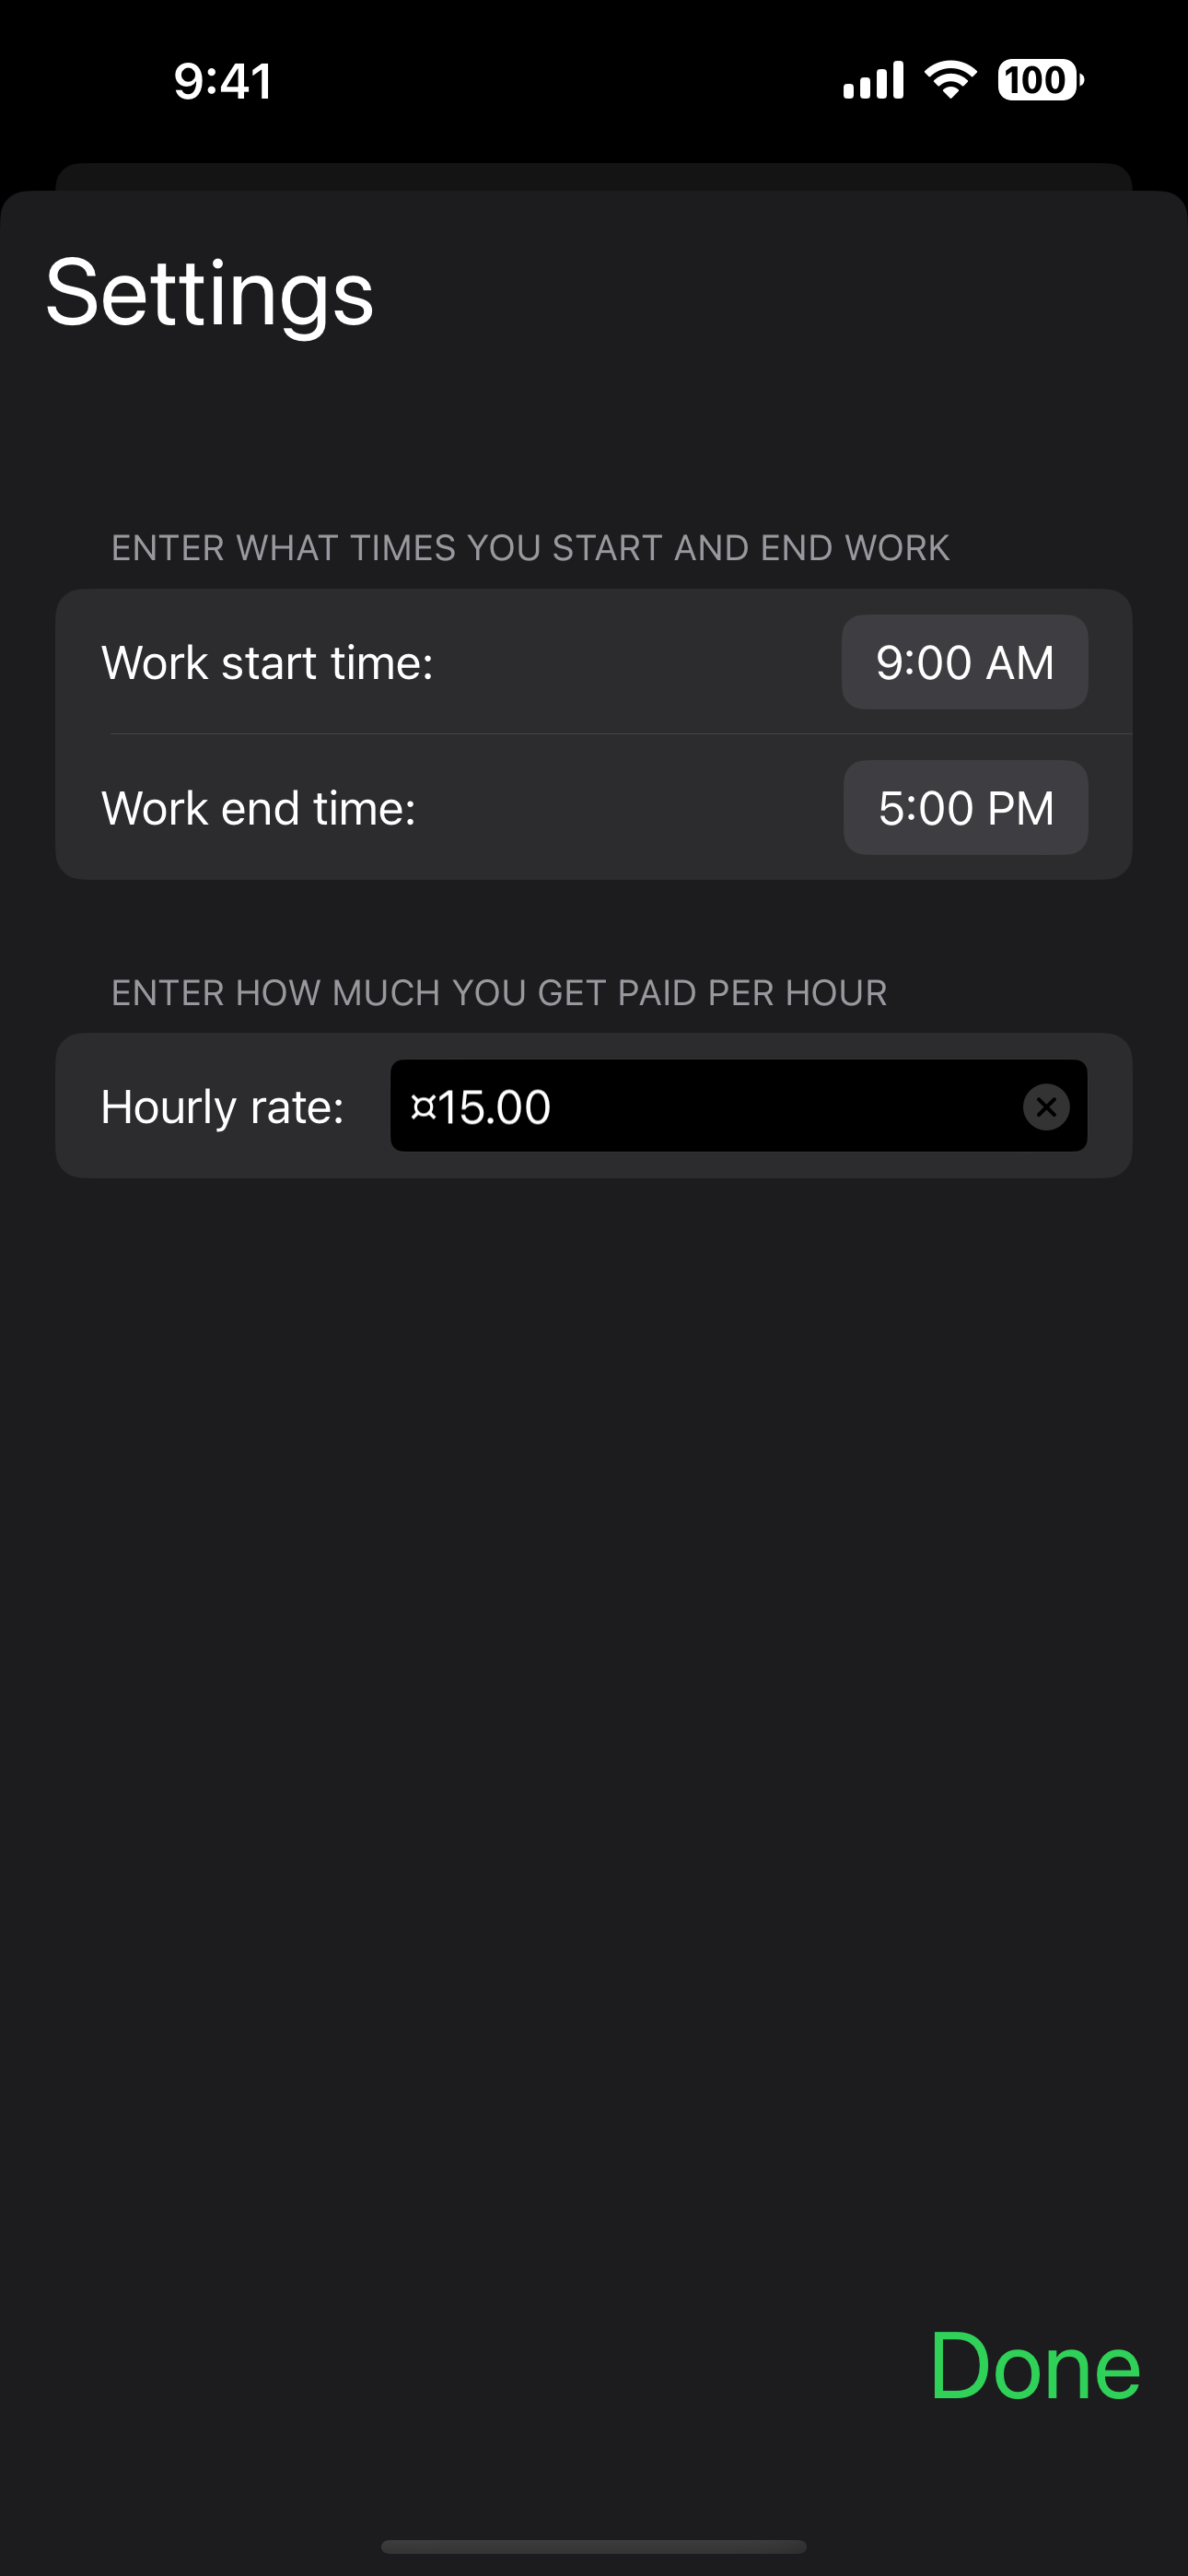 9:41
100
Settings
ENTER WHAT TIMES YOU START AND END WORK
Work start time: 9:00 AM
Work end time: 5:00 PM
ENTER HOW MUCH YOU GET PAID PER HOUR
Hourly rate: ¤15.00
Done